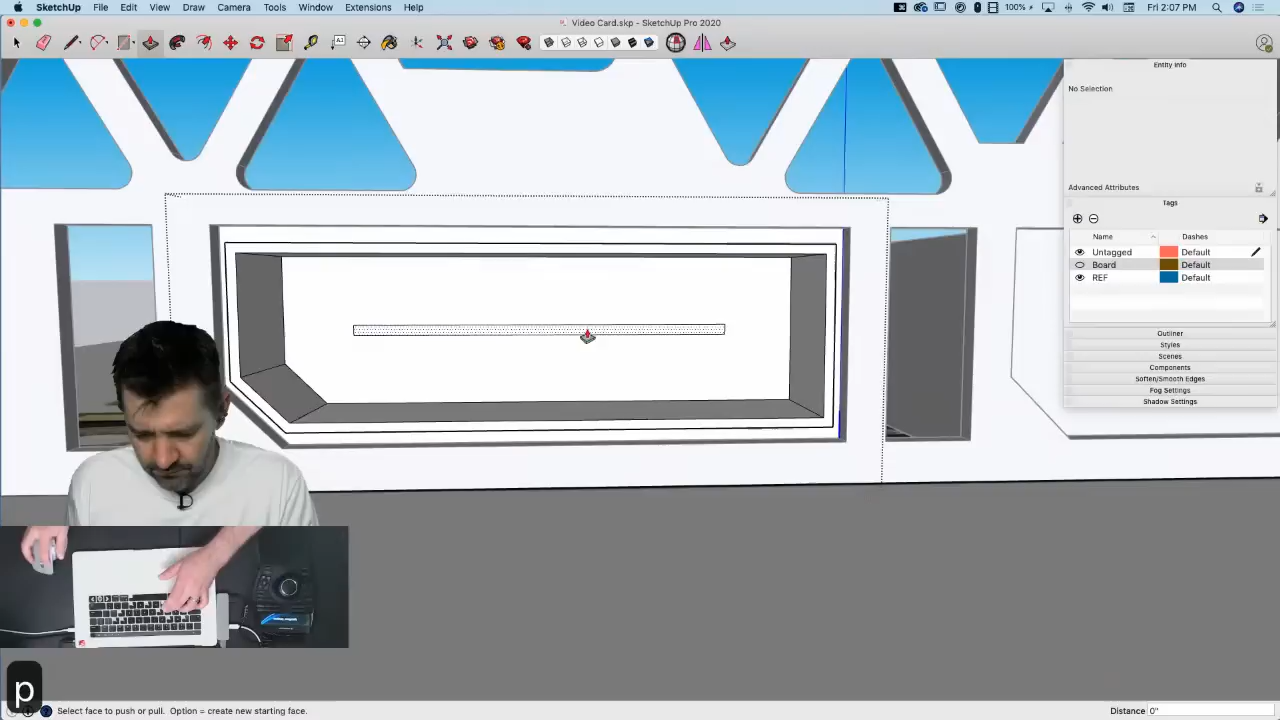 SketchUp File Edit View Draw Camera Tools Window Extensions Help
100%
Fri 2:07 PM
Video Card.skp - SketchUp Pro 2020
Entity Info
No Selection
Advanced Attributes
Tags
Name Dashes
Untagged Default
Board Default
REF Default
Outliner
Styles
Scenes
Components
Soften/Smooth Edges
Fog Settings
Shadow Settings
p
Select face to push or pull. Option = create new starting face.
Distance 0"